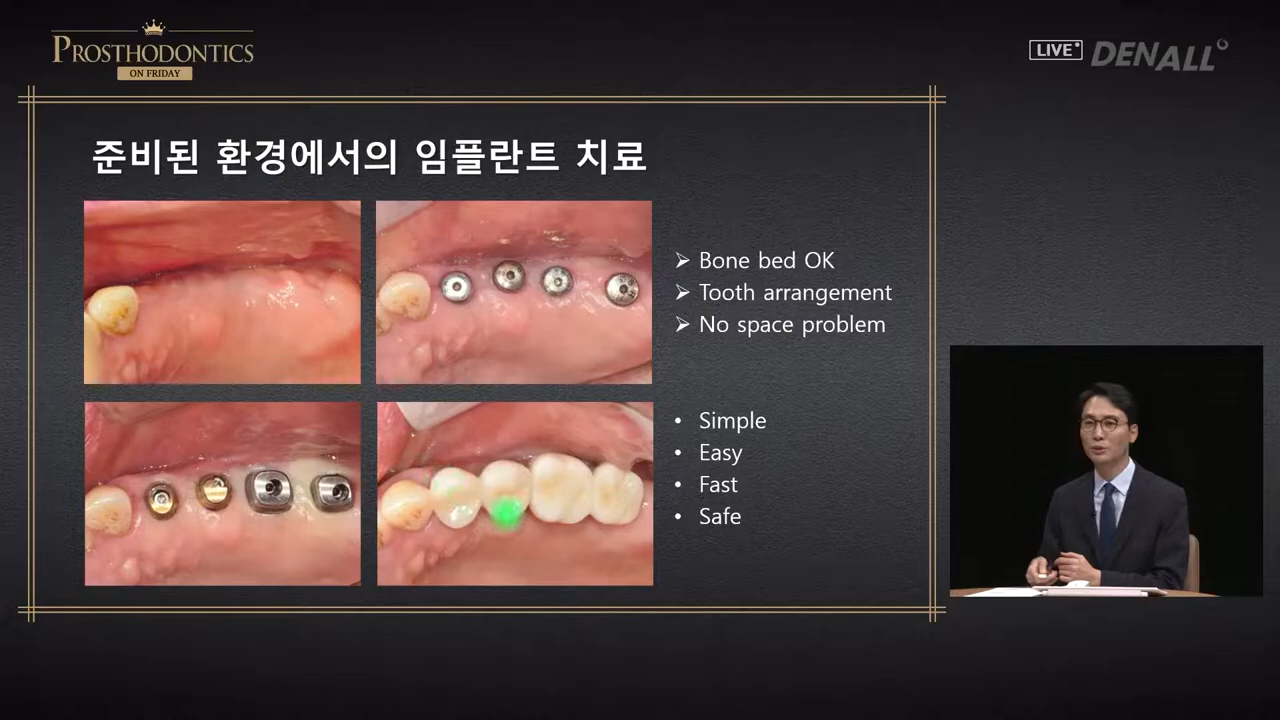 PROSTHODONTICS
ON FRIDAY
LIVE
DENALL
준비된 환경에서의 임플란트 치료
➢ Bone bed OK
➢ Tooth arrangement
➢ No space problem
• Simple
• Easy
• Fast
• Safe